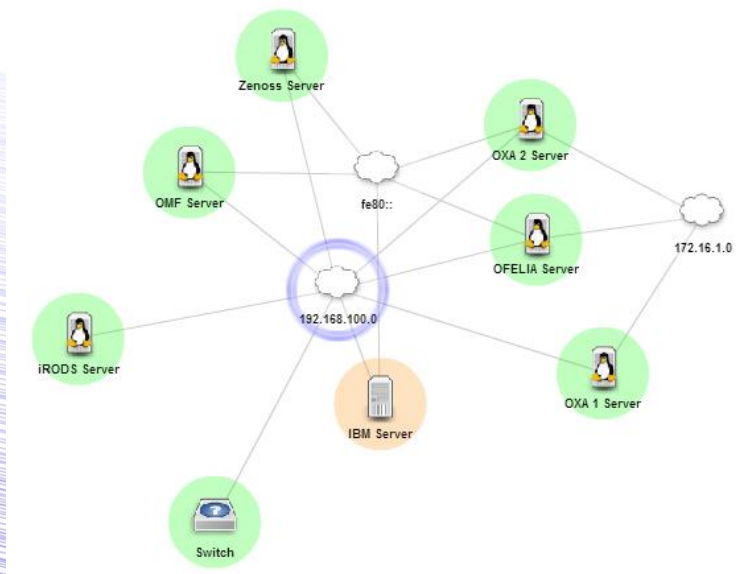 Zenoss Server
OXA 2 Server
OMF Server
fe80::
172.16.1.0
OFELIA Server
192.168.100.0
iRODS Server
OXA 1 Server
IBM Server
?
Switch